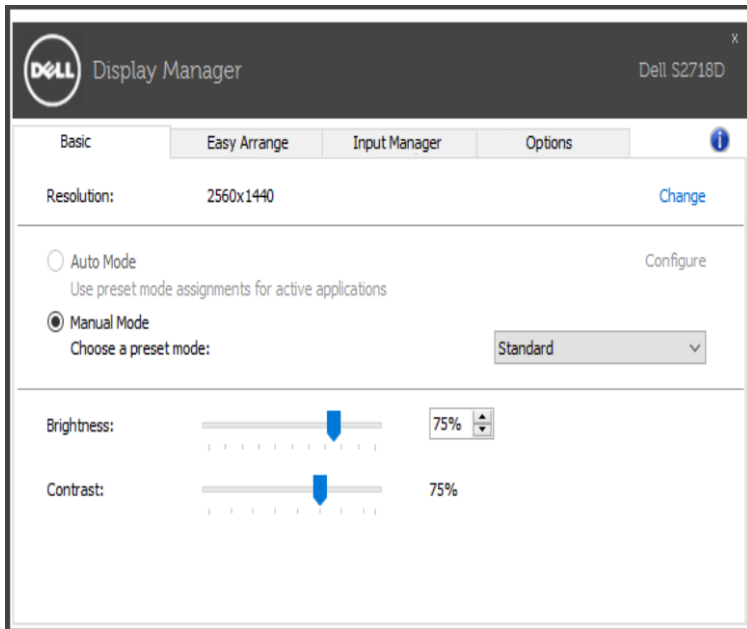 x
DELL Display Manager Dell S2718D
Basic Easy Arrange Input Manager Options i
Resolution: 2560x1440 Change
Auto Mode Configure
Use preset mode assignments for active applications
Manual Mode
Choose a preset mode: Standard
Brightness: 75%
Contrast: 75%